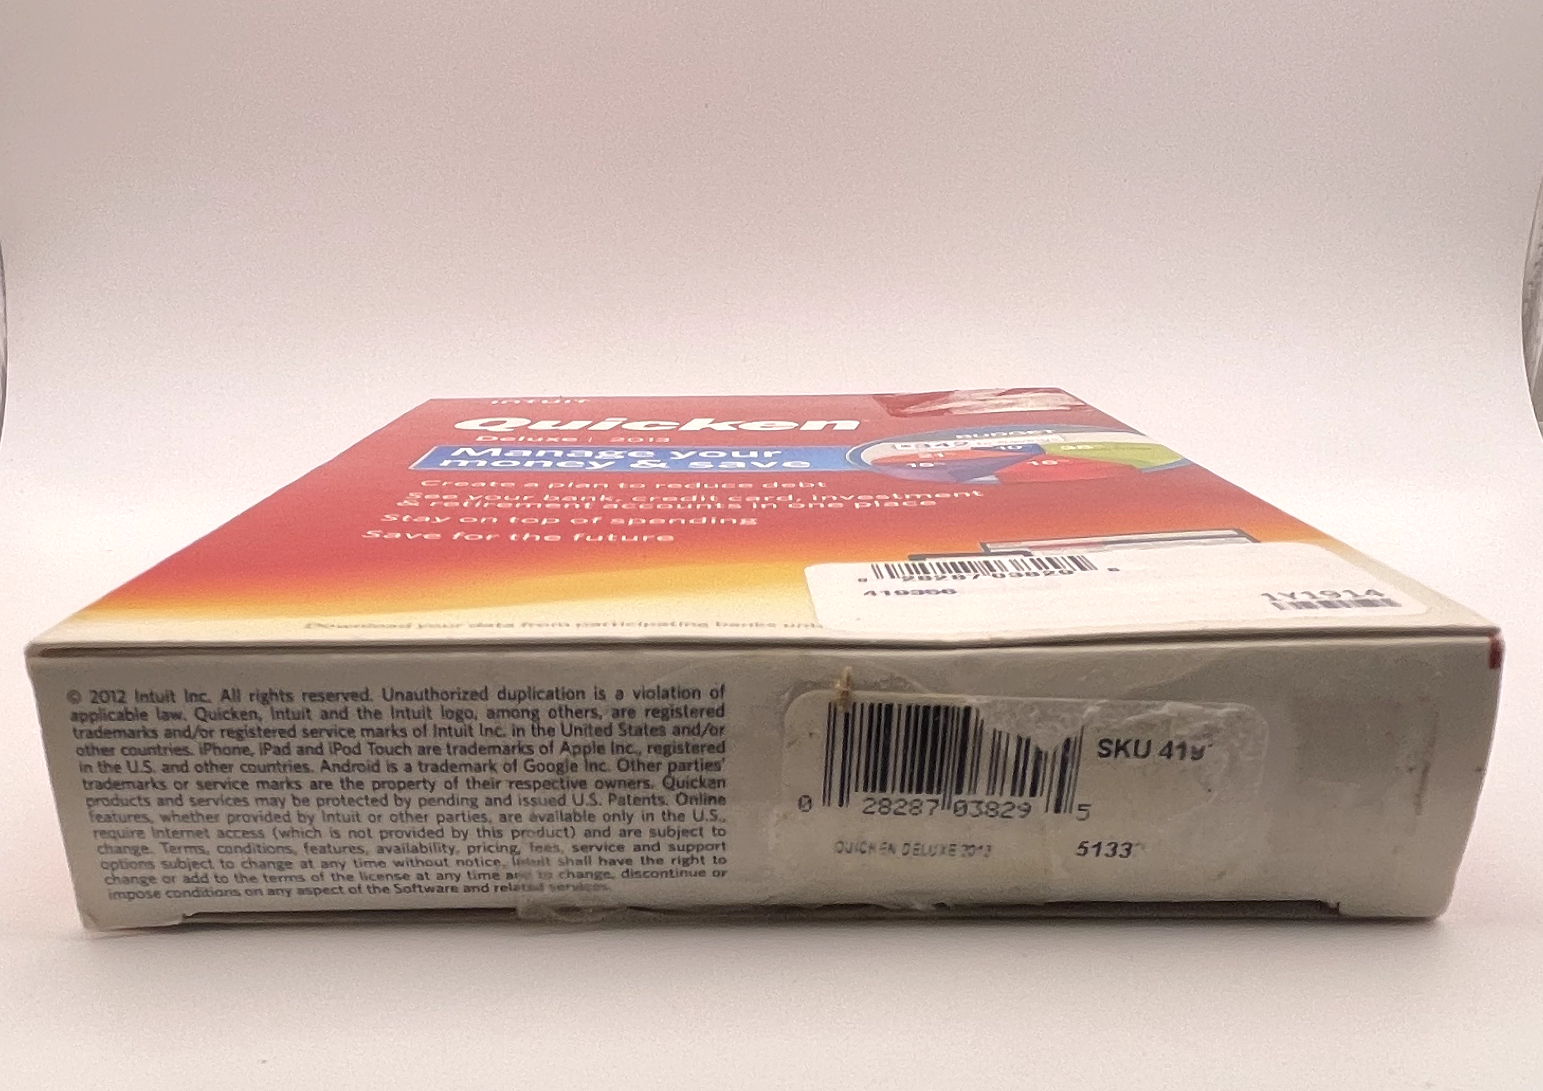 intuit
Quicken
Deluxe | 2013
Manage your
money & save
BUDGET
Create a plan to reduce debt
See your bank, credit card, investment
& retirement accounts in one place
Stay on top of spending
Save for the future
419366
1Y1914
Download your data from participating banks
© 2012 Intuit Inc. All rights reserved. Unauthorized duplication is a violation of
applicable law. Quicken, Intuit and the Intuit logo, among others, are registered
trademarks and/or registered service marks of Intuit Inc. in the United States and/or
other countries. iPhone, iPad and iPod Touch are trademarks of Apple Inc., registered
in the U.S. and other countries. Android is a trademark of Google Inc. Other parties'
trademarks or service marks are the property of their respective owners. Quicken
products and services may be protected by pending and issued U.S. Patents. Online
features, whether provided by Intuit or other parties, are available only in the U.S.,
require Internet access (which is not provided by this product) and are subject to
change. Terms, conditions, features, availability, pricing, fees, service and support
options subject to change at any time without notice. Intuit shall have the right to
change or add to the terms of the license at any time and to change, discontinue or
impose conditions on any aspect of the Software and related services.
SKU 419
0 28287 03829 5
QUICKEN DELUXE 2013
5133